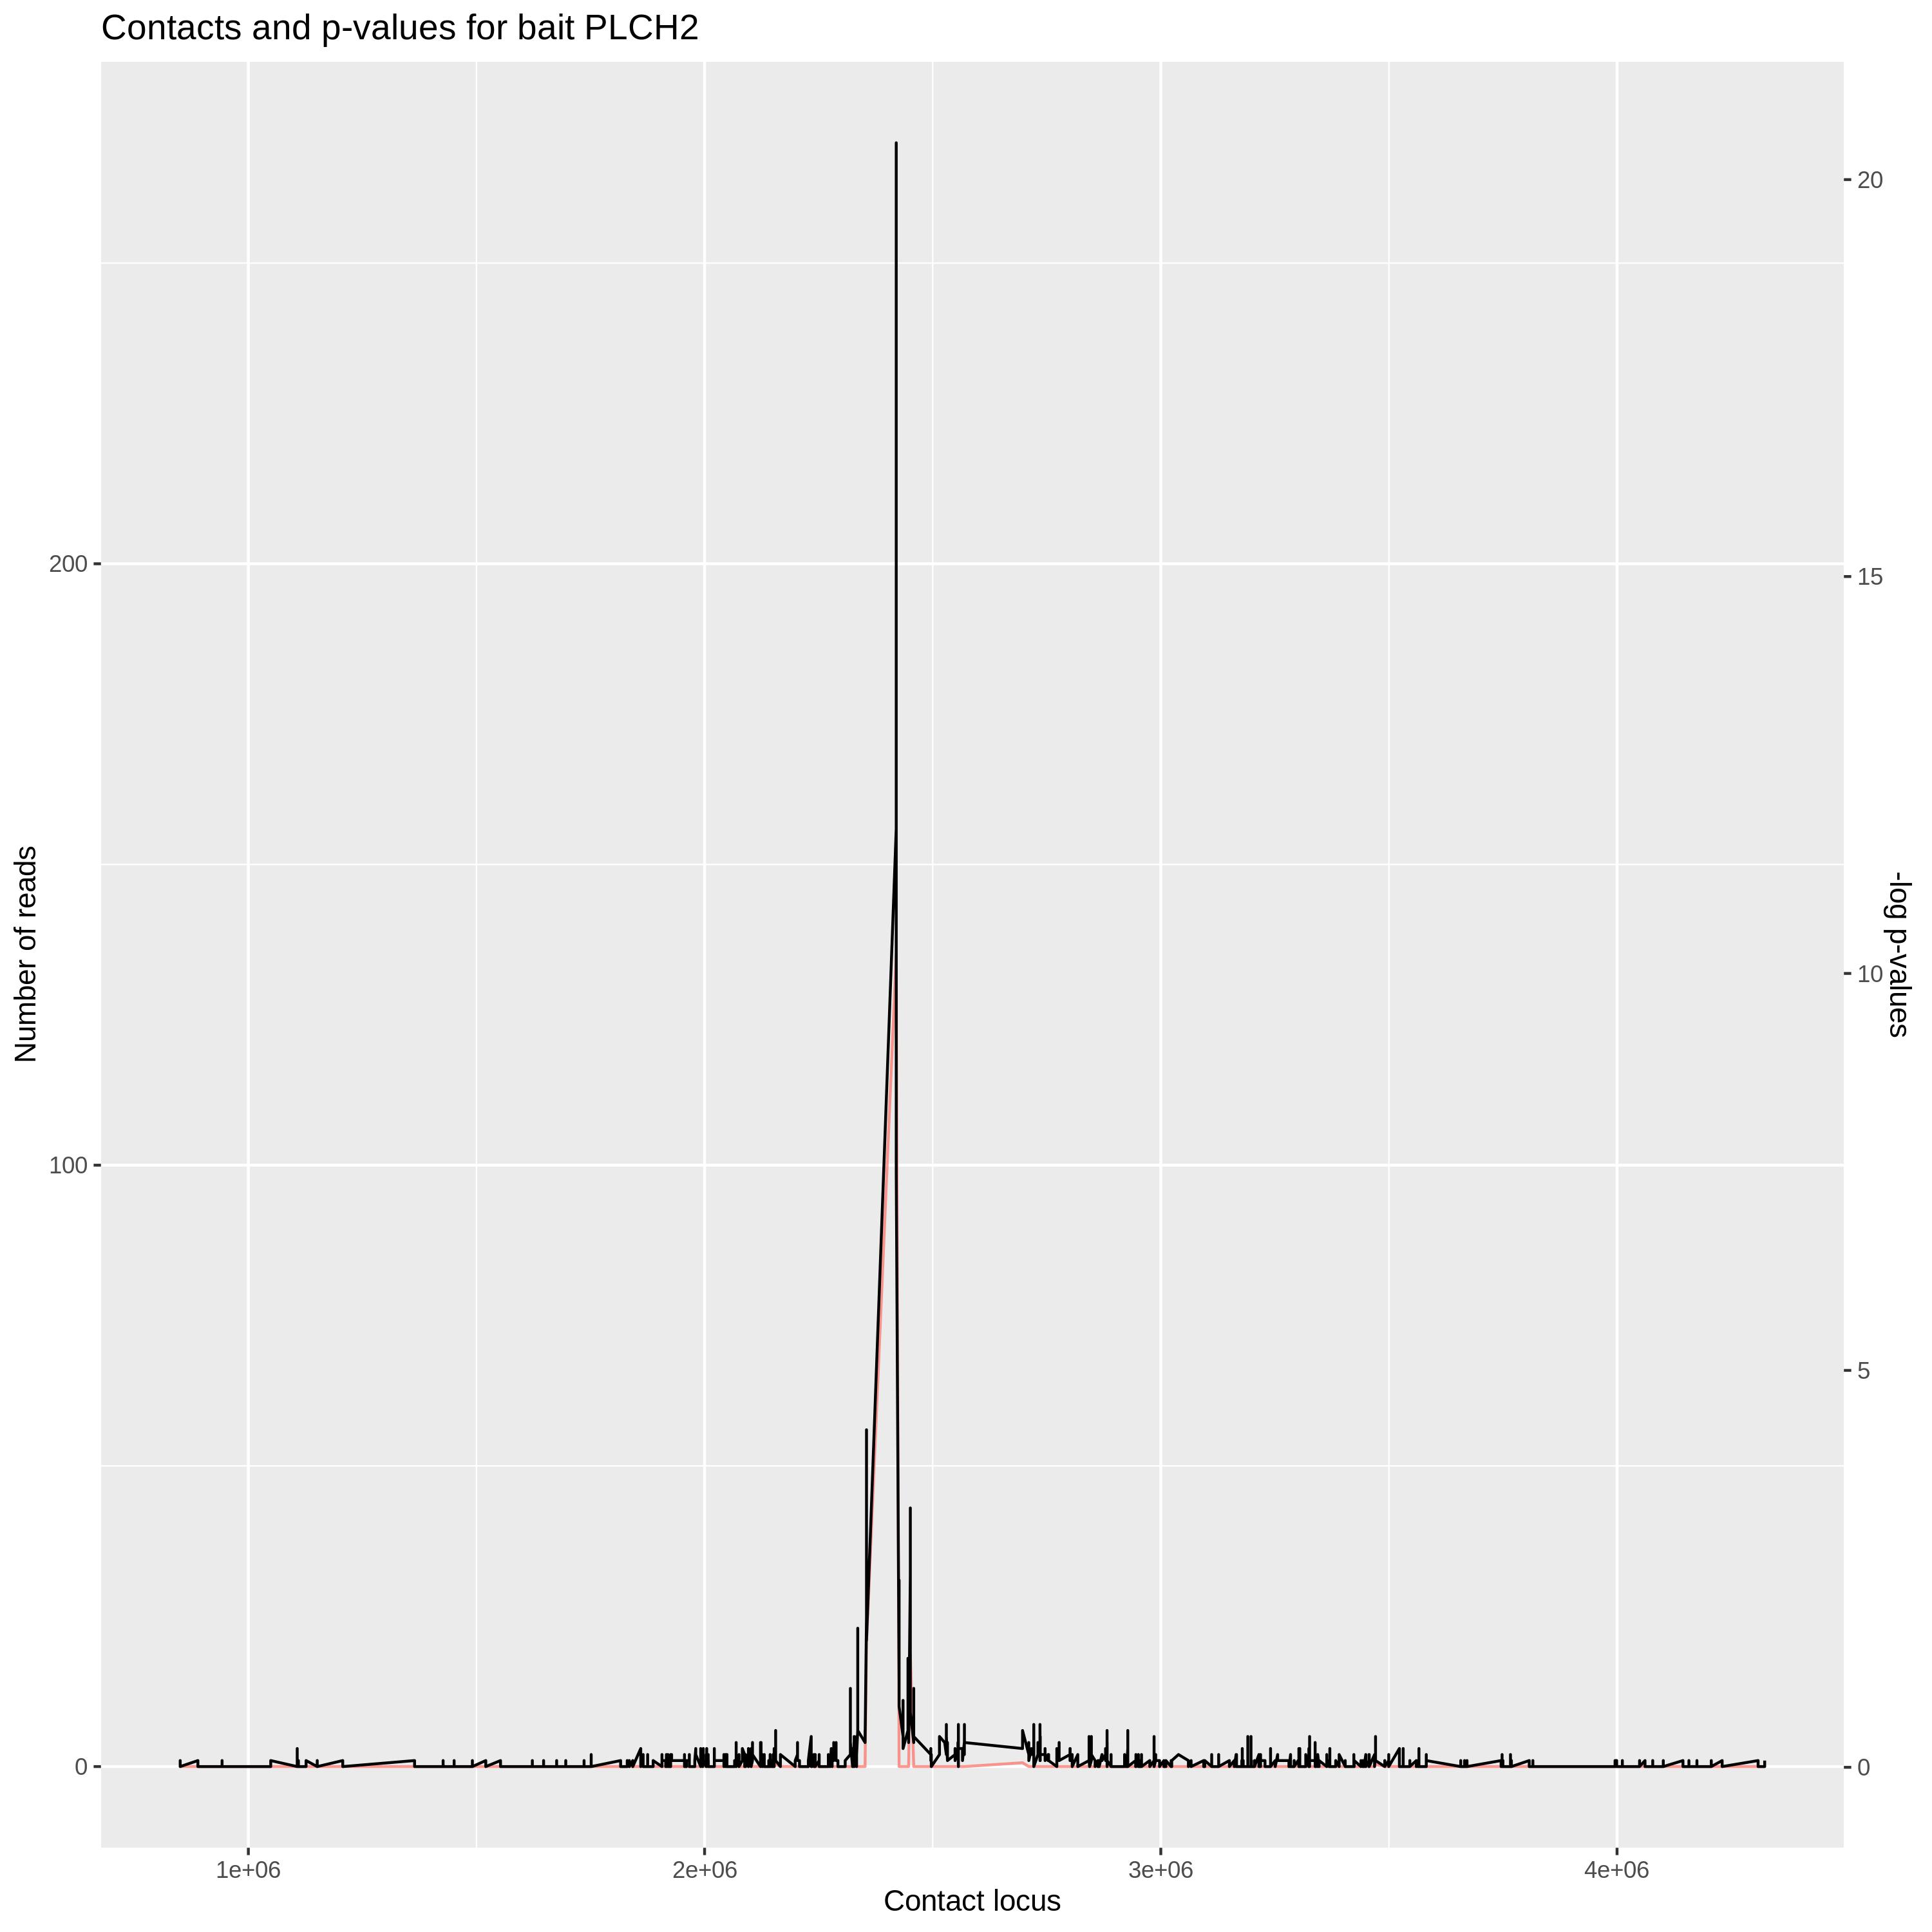 Contacts and p-values for bait PLCH2
Number of reads
200
100
0
20
15
10
5
0
-log p-values
1e+06
2e+06
3e+06
4e+06
Contact locus